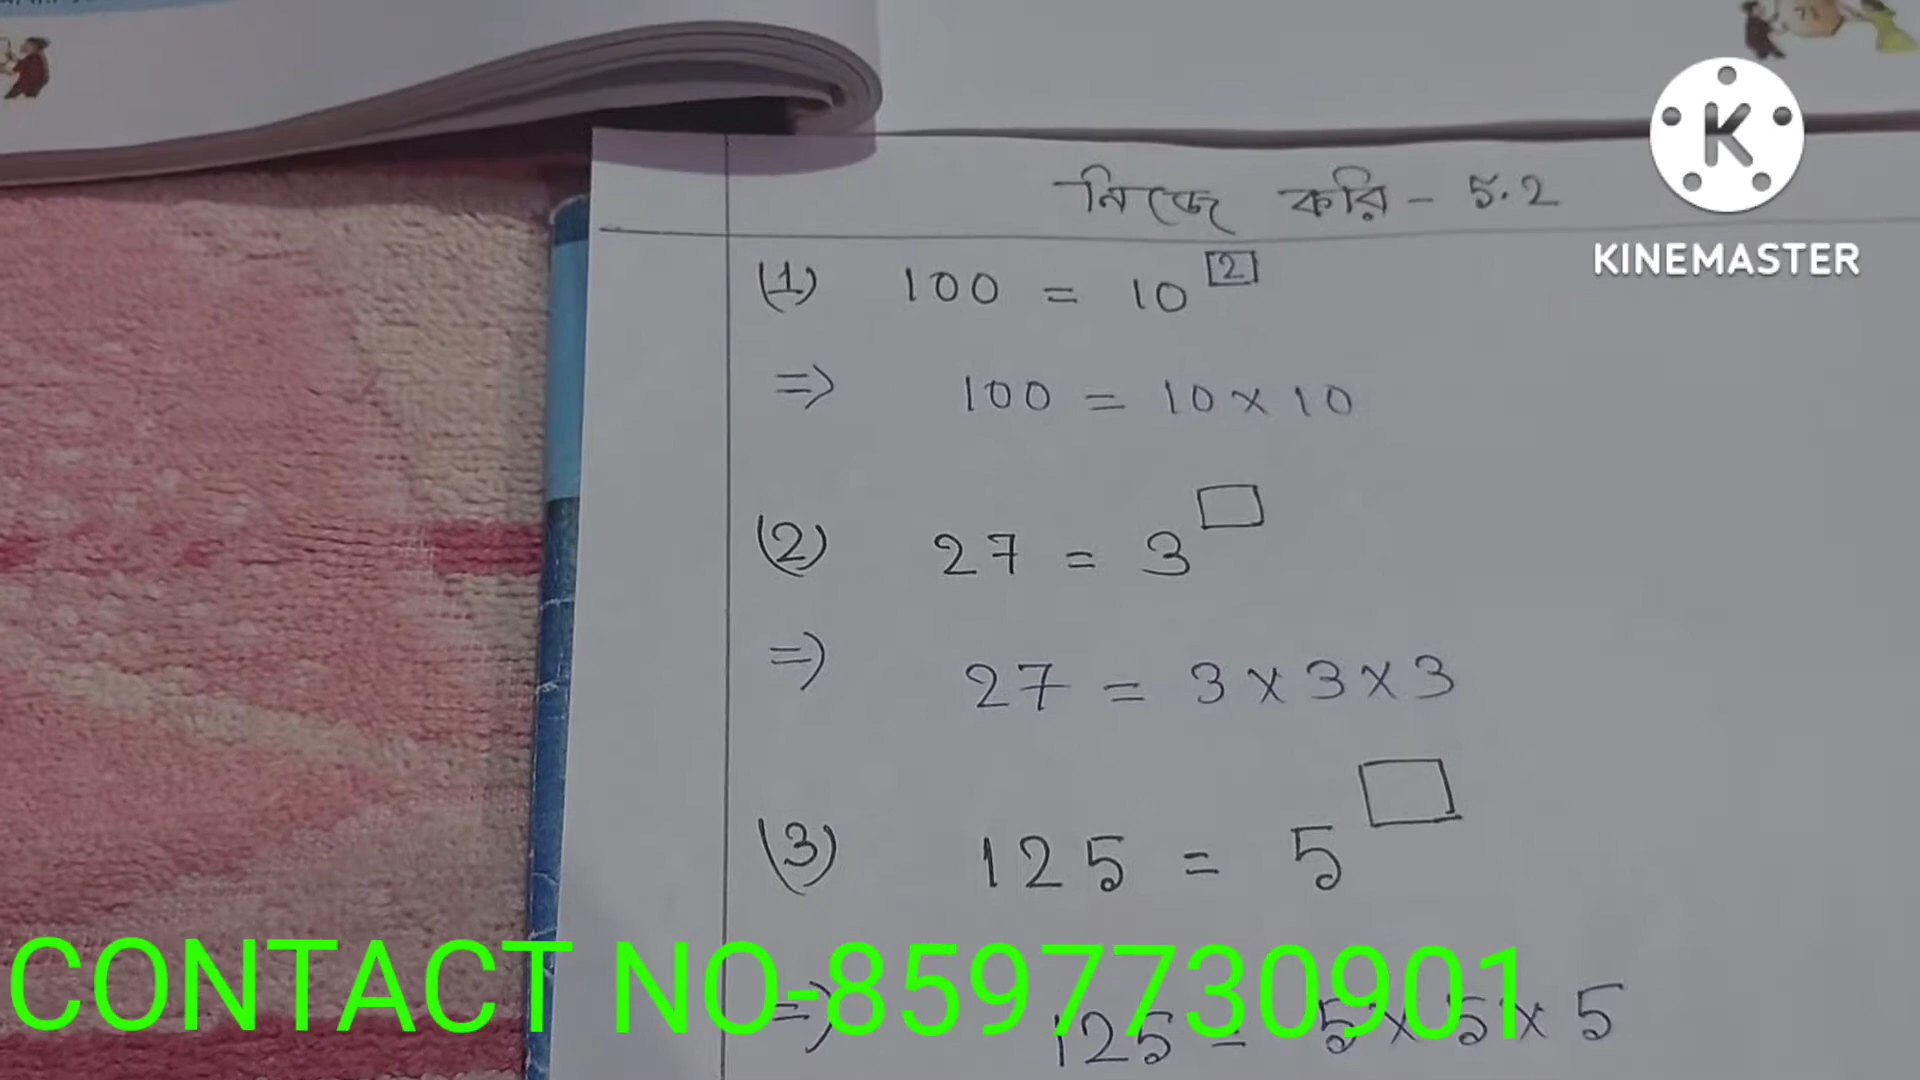 নিজে করি - 5.2
KINEMASTER
(1) 100 = 10 [2]
=> 100 = 10 x 10
(2) 27 = 3 □
=> 27 = 3 x 3 x 3
(3) 125 = 5 □
=> 125 = 5 x 5 x 5
CONTACT NO-8597730901